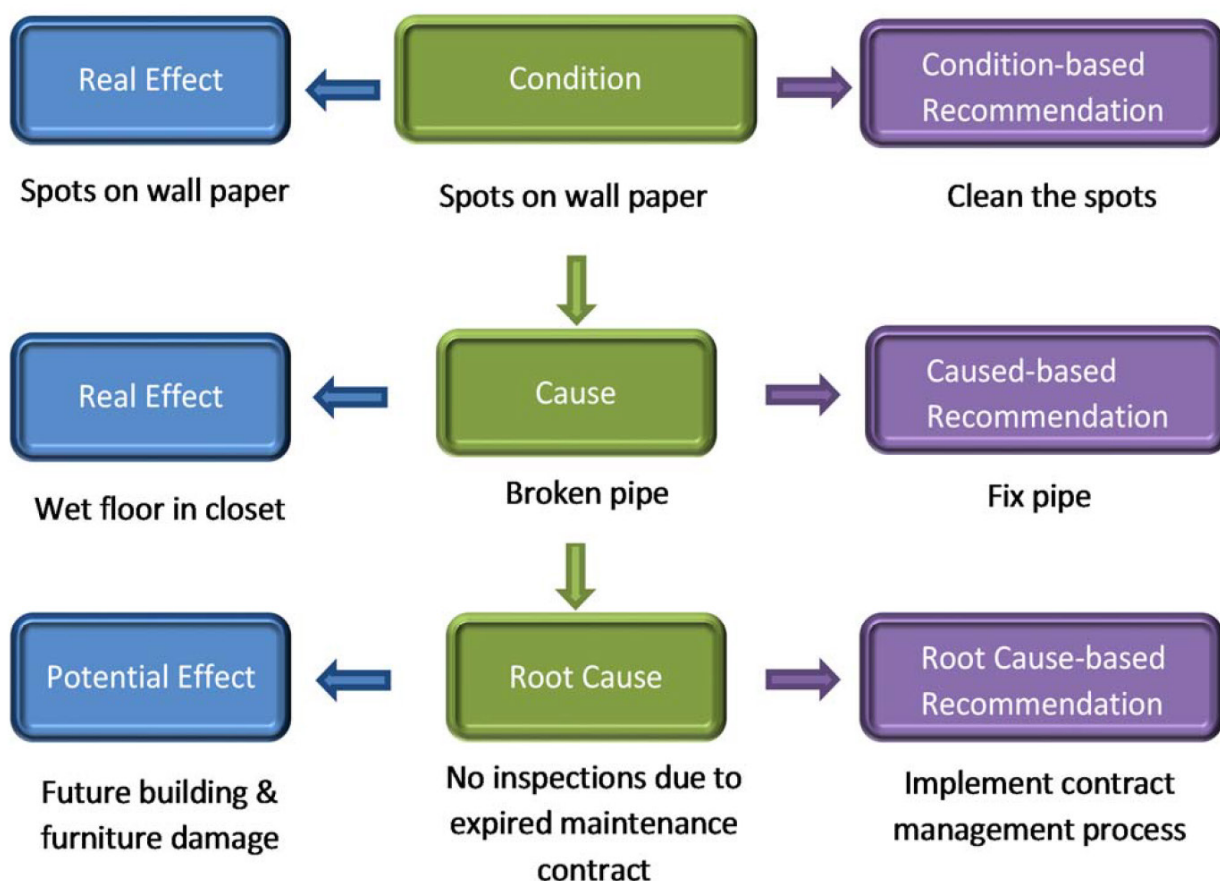 Real Effect
Condition
Condition-based
Recommendation
Spots on wall paper
Spots on wall paper
Clean the spots
Real Effect
Cause
Caused-based
Recommendation
Wet floor in closet
Broken pipe
Fix pipe
Potential Effect
Root Cause
Root Cause-based
Recommendation
Future building &
furniture damage
No inspections due to
expired maintenance
contract
Implement contract
management process